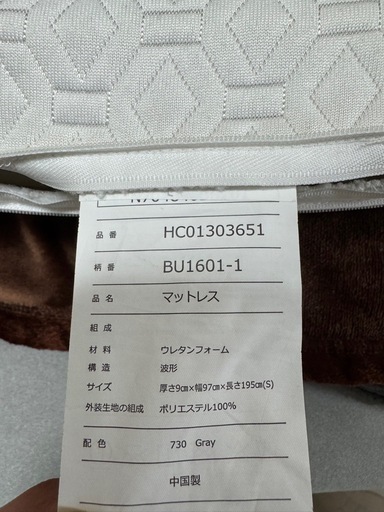 品番 HC01303651
柄番 BU1601-1
品名 マットレス
組成
材料 ウレタンフォーム
構造 波形
サイズ 厚さ9㎝×幅97㎝×長さ195㎝(S)
外装生地の組成 ポリエステル100%
配色 730 Gray
中国製